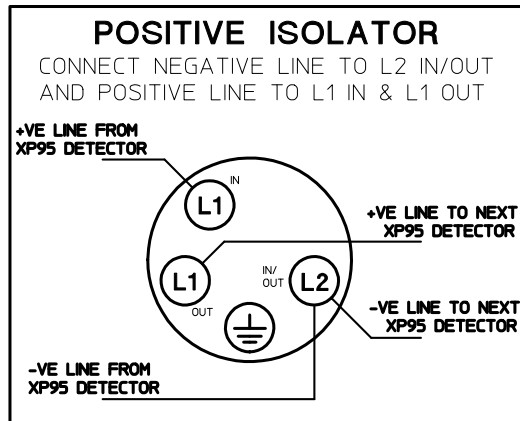 POSITIVE ISOLATOR
CONNECT NEGATIVE LINE TO L2 IN/OUT
AND POSITIVE LINE TO L1 IN & L1 OUT
+VE LINE FROM
XP95 DETECTOR
IN
L1
+VE LINE TO NEXT
XP95 DETECTOR
L1
OUT
IN/
OUT
L2
-VE LINE TO NEXT
XP95 DETECTOR
-VE LINE FROM
XP95 DETECTOR